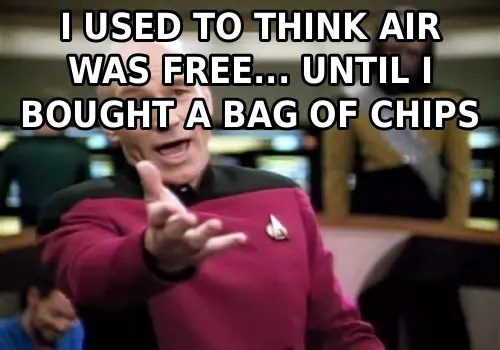 I USED TO THINK AIR
WAS FREE... UNTIL I
BOUGHT A BAG OF CHIPS